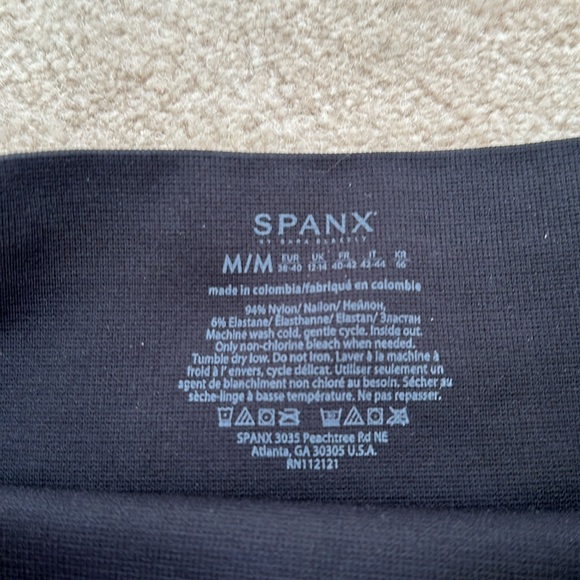 SPANX®
BY SARA BLAKELY
M/M EUR 38-40 UK 12-14 FR 40-42 IT 42-44 KR 66
made in colombia/fabriqué en colombie
94% Nylon/ Nailon/ Нейлон,
6% Elastane/ Élasthanne/ Elastan/ Эластан
Machine wash cold, gentle cycle. Inside out.
Only non-chlorine bleach when needed.
Tumble dry low. Do not Iron. Laver à la machine à
froid à l' envers, cycle délicat. Utiliser seulement un
agent de blanchiment non chloré au besoin. Sécher au
sèche-linge à basse température. Ne pas repasser.
SPANX 3035 Peachtree Rd NE
Atlanta, GA 30305 U.S.A.
RN112121